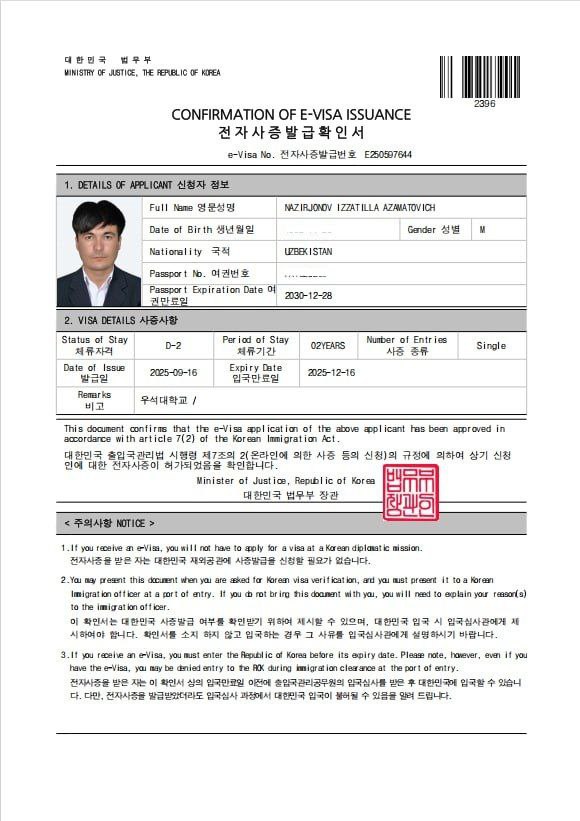 대한민국 법무부
MINISTRY OF JUSTICE, THE REPUBLIC OF KOREA
2396
CONFIRMATION OF E-VISA ISSUANCE
전자사증발급확인서
e-Visa No. 전자사증발급번호 E250597644
1. DETAILS OF APPLICANT 신청자 정보
Full Name 영문성명 NAZIRJONOV IZZATILLA AZAMATOVICH
Date of Birth 생년월일 Gender 성별 M
Nationality 국적 UZBEKISTAN
Passport No. 여권번호
Passport Expiration Date 여
권만료일 2030-12-28
2. VISA DETAILS 사증사항
Status of Stay 체류자격 D-2 Period of Stay 체류기간 02YEARS Number of Entries 사증 종류 Single
Date of Issue 발급일 2025-09-16 Expiry Date 입국만료일 2025-12-16
Remarks 비고 우석대학교 /
This document confirms that the e-Visa application of the above applicant has been approved in
accordance with article 7(2) of the Korean Immigration Act.
대한민국 출입국관리법 시행령 제7조의 2(온라인에 의한 사증 등의 신청)의 규정에 의하여 상기 신청
인에 대한 전자사증이 허가되었음을 확인합니다.
Minister of Justice, Republic of Korea
대한민국 법무부 장관
< 주의사항 NOTICE >
1.If you receive an e-Visa, you will not have to apply for a visa at a Korean diplomatic mission.
전자사증을 받은 자는 대한민국 재외공관에 사증발급을 신청할 필요가 없습니다.
2.You may present this document when you are asked for Korean visa verification, and you must present it to a Korean
Immigration officer at a port of entry. If you do not bring this document with you, you will need to explain your reason(s)
to the immigration officer.
이 확인서는 대한민국 사증발급 여부를 확인받기 위하여 제시할 수 있으며, 대한민국 입국 시 입국심사관에게 제
시하여야 합니다. 확인서를 소지 하지 않고 입국하는 경우 그 사유를 입국심사관에게 설명하시기 바랍니다.
3.If you receive an e-Visa, you must enter the Republic of Korea before its expiry date. Please note, however, even if you
have the e-Visa, you may be denied entry to the ROK during immigration clearance at the port of entry.
전자사증을 받은 자는 이 확인서 상의 입국만료일 이전에 출입국관리공무원의 입국심사를 받은 후 대한민국에 입국할 수 있습니
다. 다만, 전자사증을 발급받았더라도 입국심사 과정에서 대한민국 입국이 불허될 수 있음을 알려 드립니다.